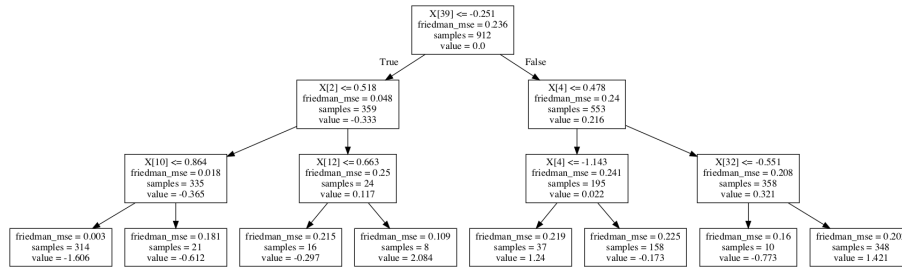 X[39] <= -0.251
friedman_mse = 0.236
samples = 912
value = 0.0
True
False
X[2] <= 0.518
friedman_mse = 0.048
samples = 359
value = -0.333
X[4] <= 0.478
friedman_mse = 0.24
samples = 553
value = 0.216
X[10] <= 0.864
friedman_mse = 0.018
samples = 335
value = -0.365
X[12] <= 0.663
friedman_mse = 0.25
samples = 24
value = 0.117
X[4] <= -1.143
friedman_mse = 0.241
samples = 195
value = 0.022
X[32] <= -0.551
friedman_mse = 0.208
samples = 358
value = 0.321
friedman_mse = 0.003
samples = 314
value = -1.606
friedman_mse = 0.181
samples = 21
value = -0.612
friedman_mse = 0.215
samples = 16
value = -0.297
friedman_mse = 0.109
samples = 8
value = 2.084
friedman_mse = 0.219
samples = 37
value = 1.24
friedman_mse = 0.225
samples = 158
value = -0.173
friedman_mse = 0.16
samples = 10
value = -0.773
friedman_mse = 0.20
samples = 348
value = 1.421